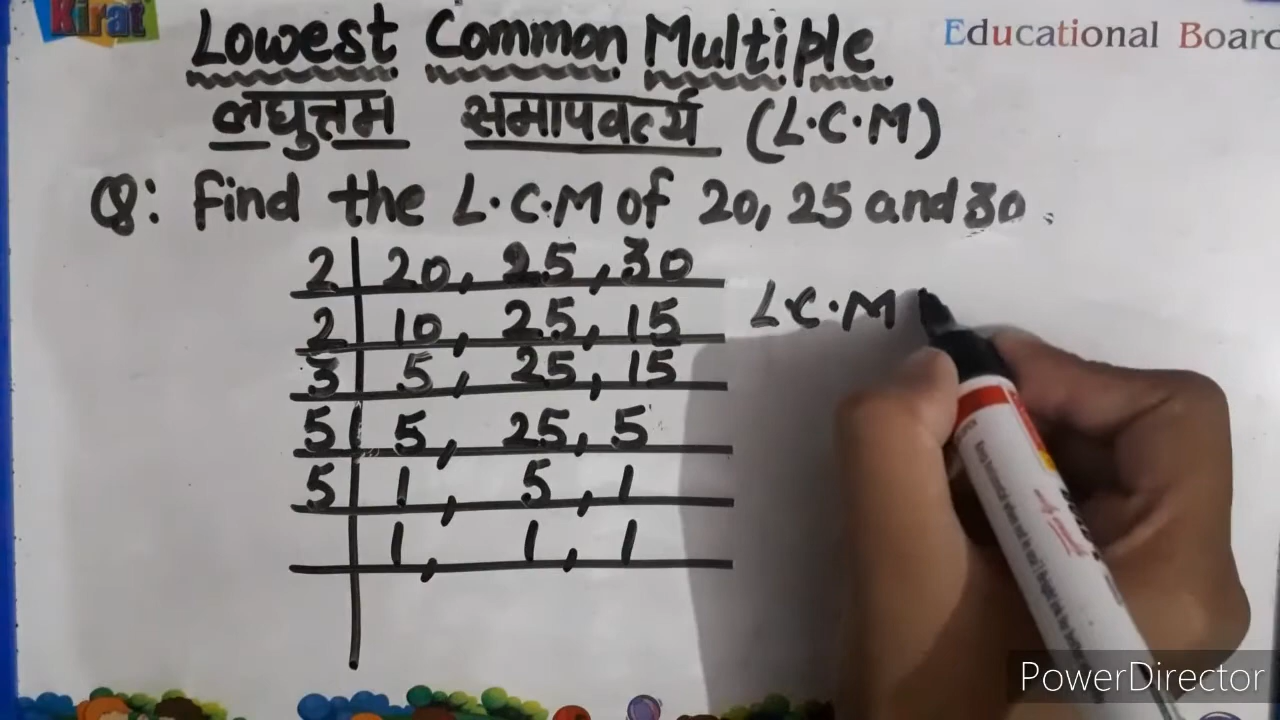 Kirat
Educational Boarc
Lowest Common Multiple
लघुत्तम समापवर्त्य (L.C.M)
Q: Find the L.C.M of 20, 25 and 30.
2 20, 25, 30
2 10, 25, 15
3 5, 25, 15
5 5, 25, 5
5 1, 5, 1
1, 1, 1
L.C.M
PowerDirector